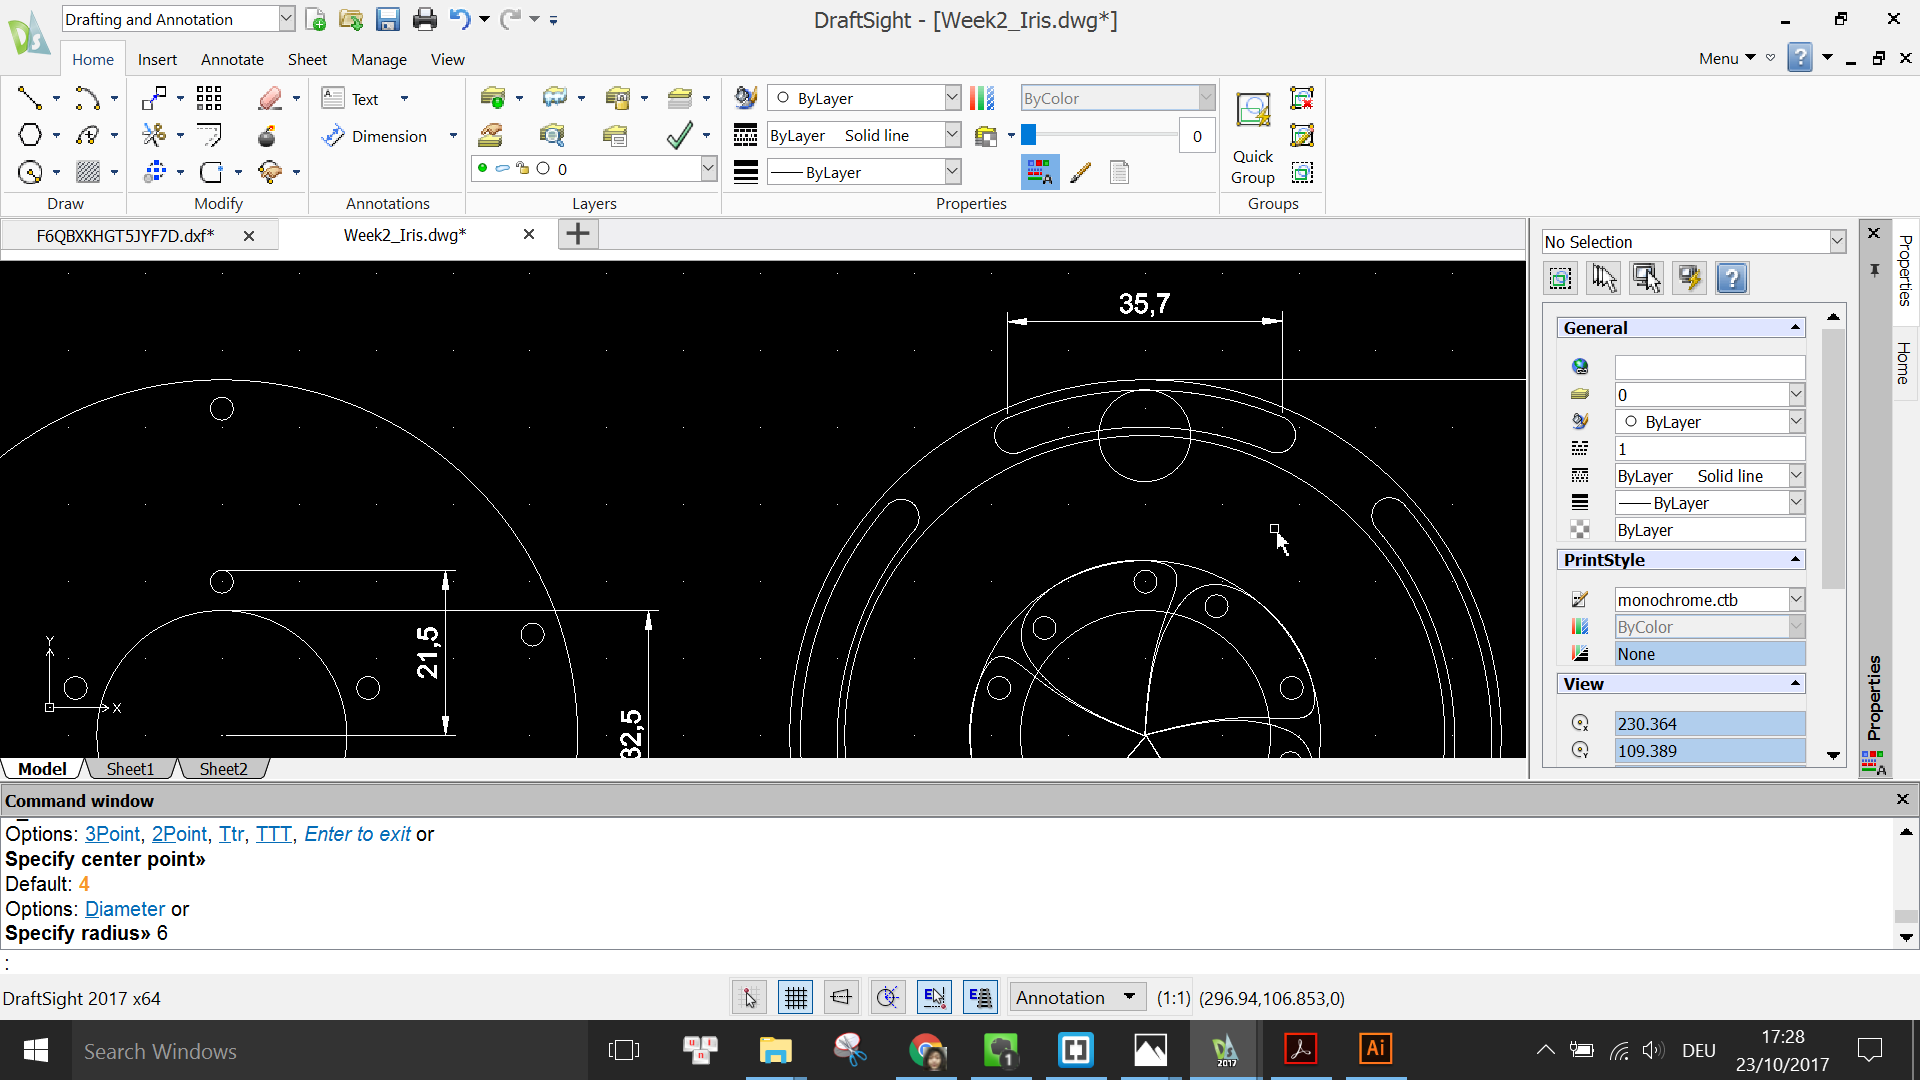 Drafting and Annotation
DraftSight - [Week2_Iris.dwg*]
Home
Insert
Annotate
Sheet
Manage
View
Menu
Text
Dimension
0
ByLayer
ByLayer Solid line
ByLayer
ByColor
0
Quick
Group
Draw
Modify
Annotations
Layers
Properties
Groups
F6QBXKHGT5JYF7D.dxf*
Week2_Iris.dwg*
35,7
21,5
32,5
Y
X
No Selection
General
0
ByLayer
1
ByLayer Solid line
ByLayer
ByLayer
PrintStyle
monochrome.ctb
ByColor
None
View
230.364
109.389
Properties
Properties
Home
Model
Sheet1
Sheet2
Command window
Options: 3Point, 2Point, Ttr, TTT, Enter to exit or
Specify center point»
Default: 4
Options: Diameter or
Specify radius» 6
:
DraftSight 2017 x64
Annotation
(1:1)
(296.94,106.853,0)
Search Windows
u n i
1
2017
Ai
DEU
17:28
23/10/2017